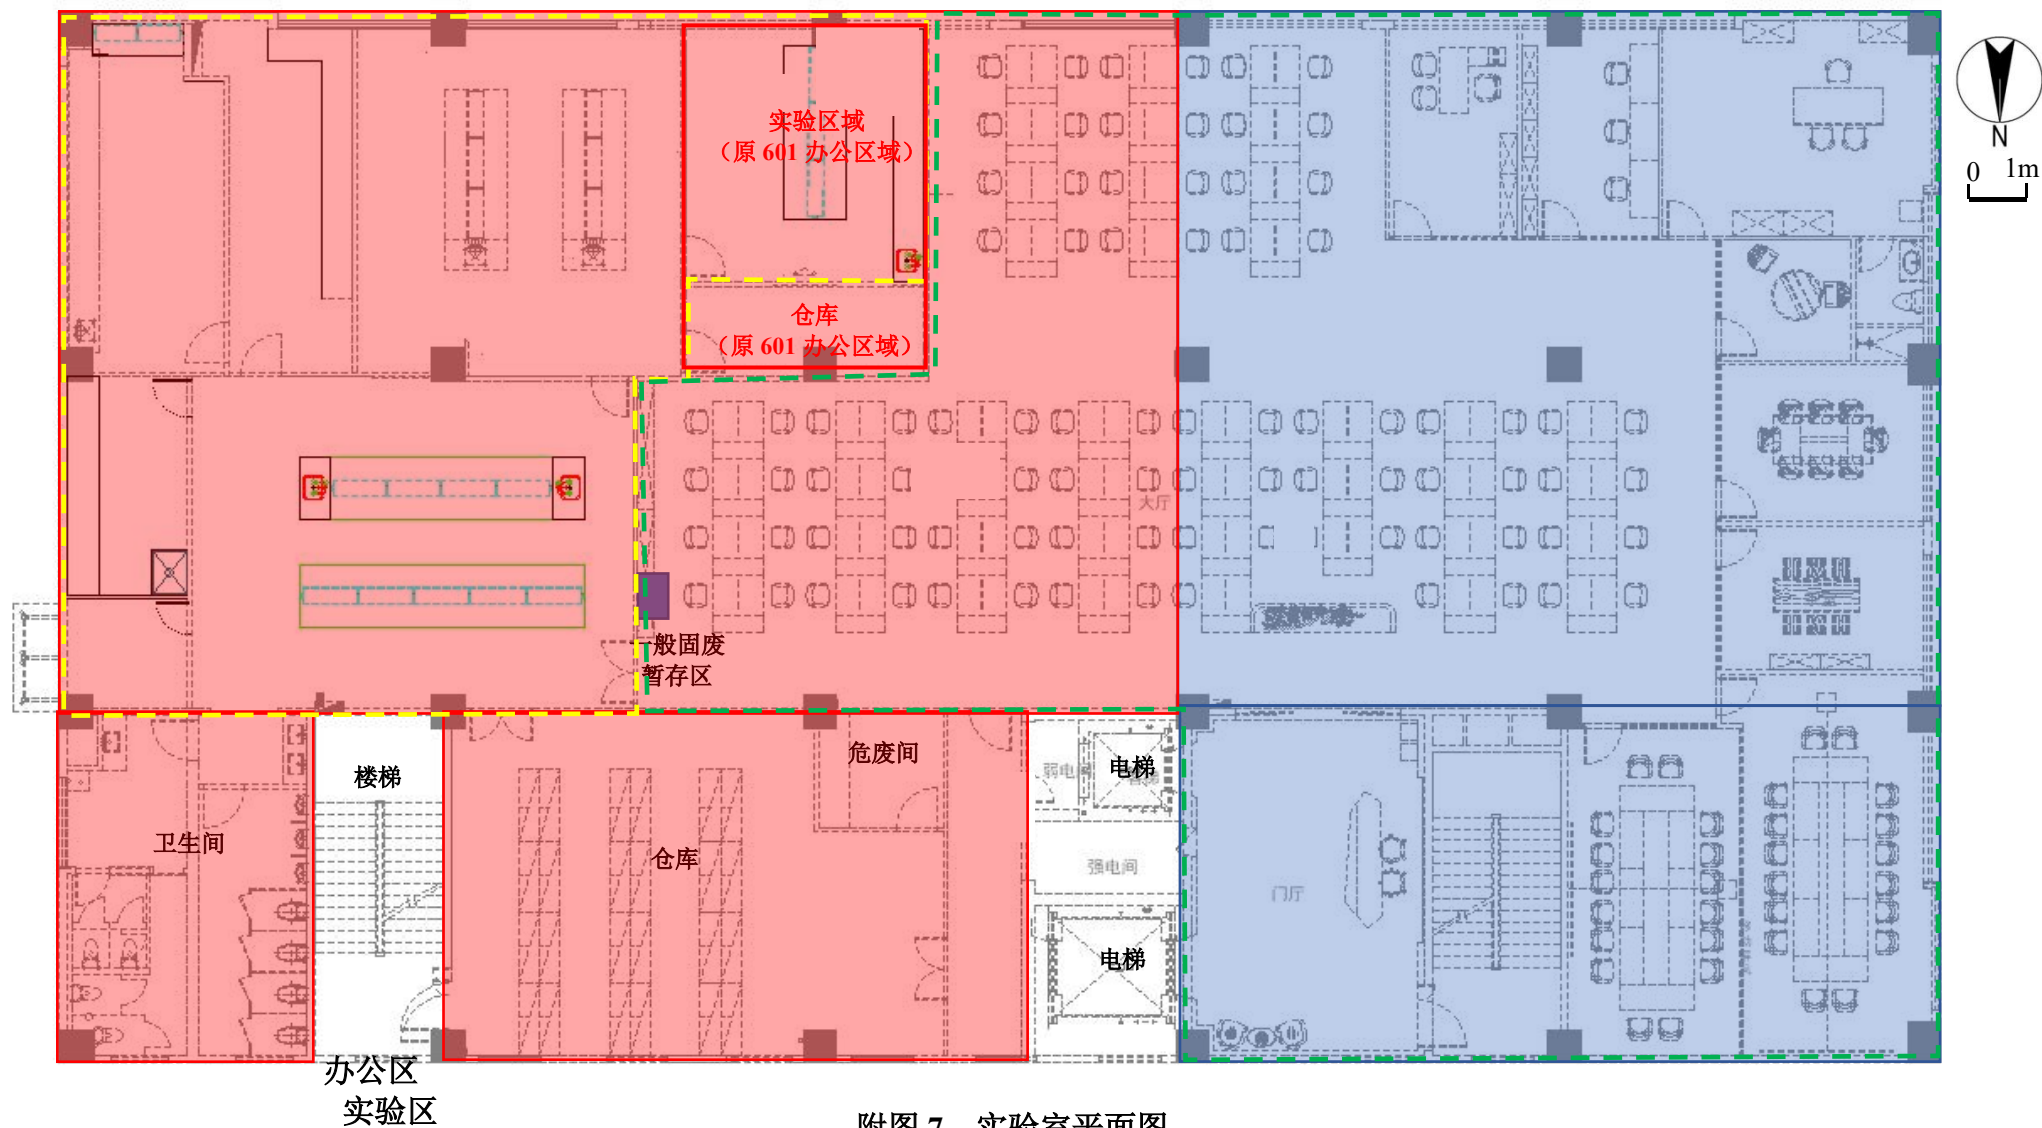 实验区域
（原 601 办公区域）
N
0 1m
仓库
（原 601 办公区域）
大厅
一般固废
暂存区
楼梯
危废间
弱电间
电梯
卫生间
仓库
强电间
门厅
电梯
办公区
实验区
附图 7 实验室平面图